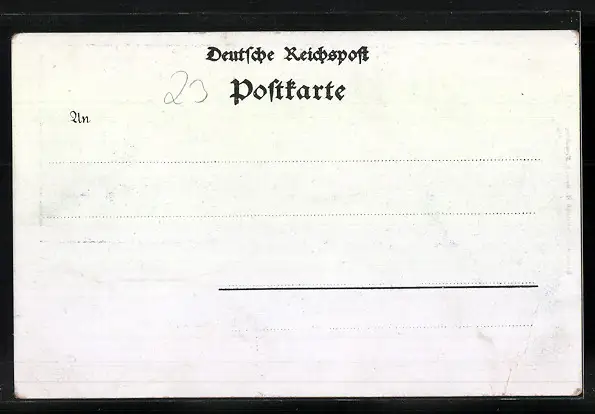 Deutsche Reichspost
23
Postkarte
An